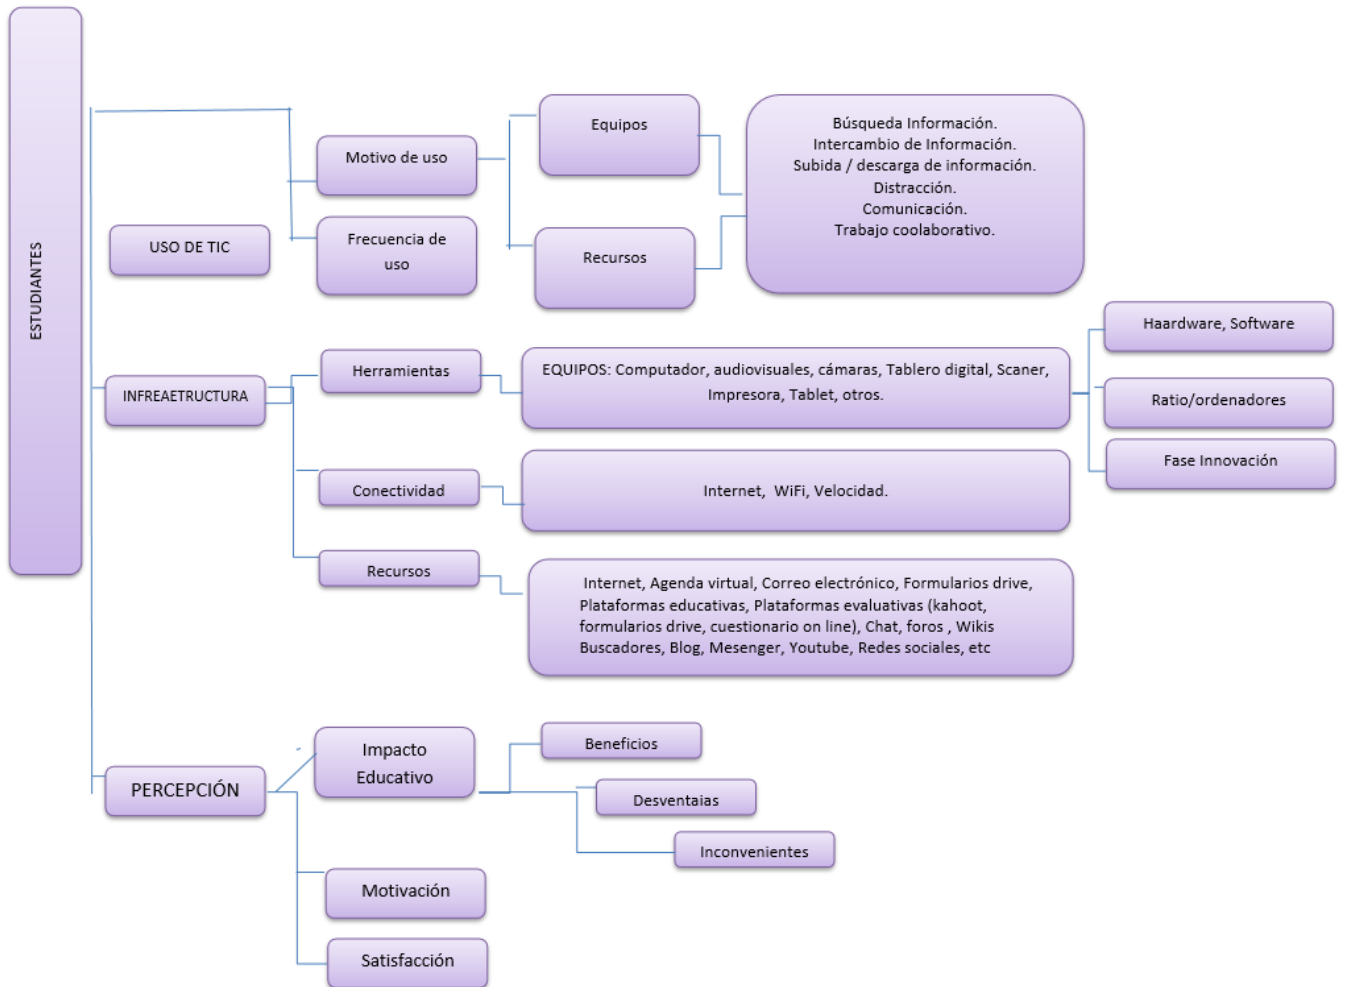 ESTUDIANTES
USO DE TIC
Motivo de uso
Frecuencia de
uso
Equipos
Recursos
Búsqueda Información.
Intercambio de Información.
Subida / descarga de información.
Distracción.
Comunicación.
Trabajo coolaborativo.
INFREAETRUCTURA
Herramientas
EQUIPOS: Computador, audiovisuales, cámaras, Tablero digital, Scaner,
Impresora, Tablet, otros.
Haardware, Software
Ratio/ordenadores
Fase Innovación
Conectividad
Internet, WiFi, Velocidad.
Recursos
Internet, Agenda virtual, Correo electrónico, Formularios drive,
Plataformas educativas, Plataformas evaluativas (kahoot,
formularios drive, cuestionario on line), Chat, foros , Wikis
Buscadores, Blog, Mesenger, Youtube, Redes sociales, etc
PERCEPCIÓN
Impacto
Educativo
Beneficios
Desventaias
Inconvenientes
Motivación
Satisfacción